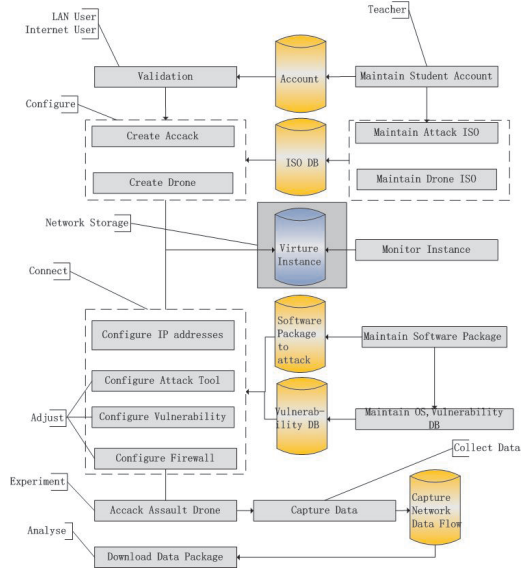 LAN User
Internet User
Teacher
Validation
Account
Maintain Student Account
Configure
Create Accack
ISO DB
Maintain Attack ISO
Create Drone
Maintain Drone ISO
Network Storage
Virture
Instance
Monitor Instance
Connect
Configure IP addresses
Software
Package
to
attack
Maintain Software Package
Configure Attack Tool
Adjust
Configure Vulnerability
Vulnerab-
ility DB
Maintain OS,Vulnerability
DB
Configure Firewall
Collect Data
Experiment
Accack Assault Drone
Capture Data
Capture
Network
Data Flow
Analyse
Download Data Package